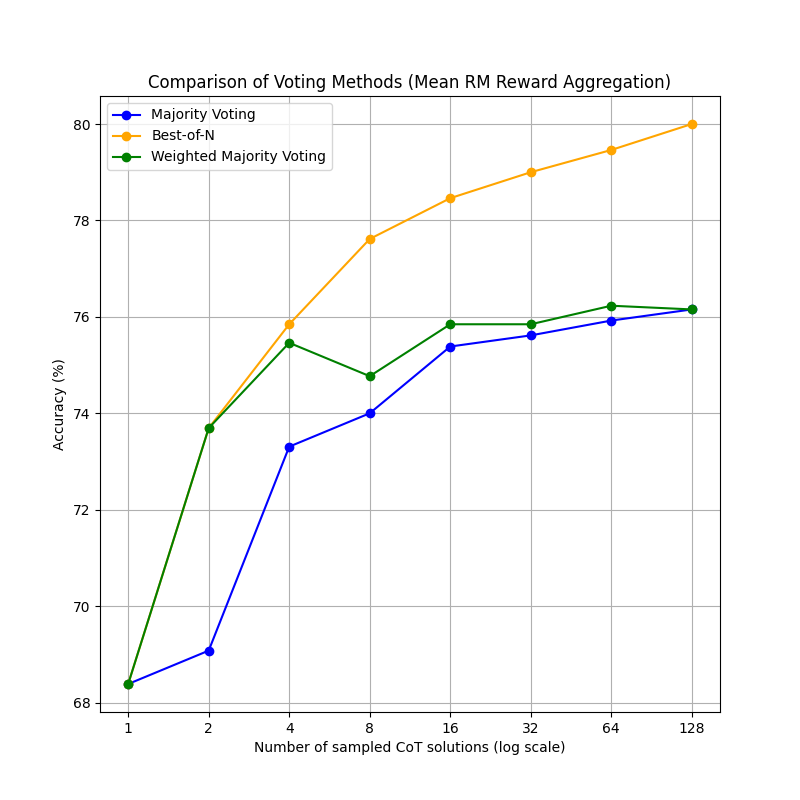 Comparison of Voting Methods (Mean RM Reward Aggregation)
Majority Voting
Best-of-N
Weighted Majority Voting
80
78
76
74
72
70
68
Accuracy (%)
1 2 4 8 16 32 64 128
Number of sampled CoT solutions (log scale)